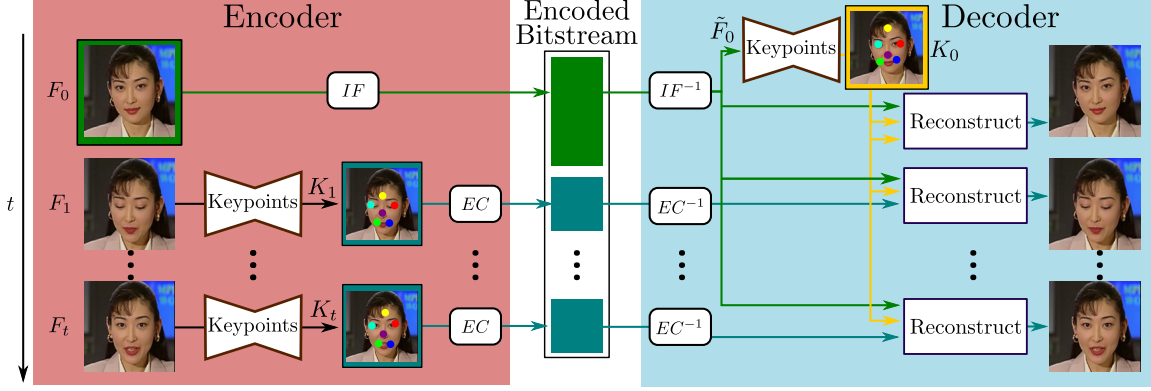 Encoder
Encoded
Bitstream
Decoder
F₀
IF
IF⁻¹
F̃₀
Keypoints
K₀
Reconstruct
t
F₁
Keypoints
K₁
EC
EC⁻¹
Reconstruct
Fₜ
Keypoints
Kₜ
EC
EC⁻¹
Reconstruct